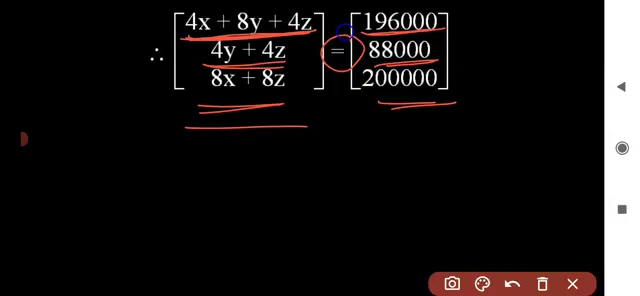 ∴ [4x + 8y + 4z] = [196000]
[4y + 4z] [88000]
[8x + 8z] [200000]